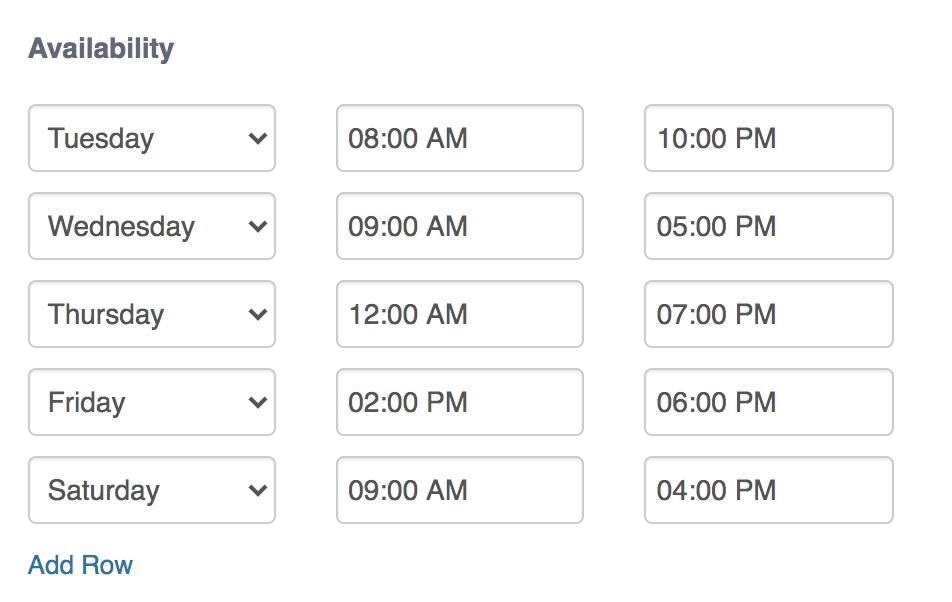 Availability
Tuesday 08:00 AM 10:00 PM
Wednesday 09:00 AM 05:00 PM
Thursday 12:00 AM 07:00 PM
Friday 02:00 PM 06:00 PM
Saturday 09:00 AM 04:00 PM
Add Row